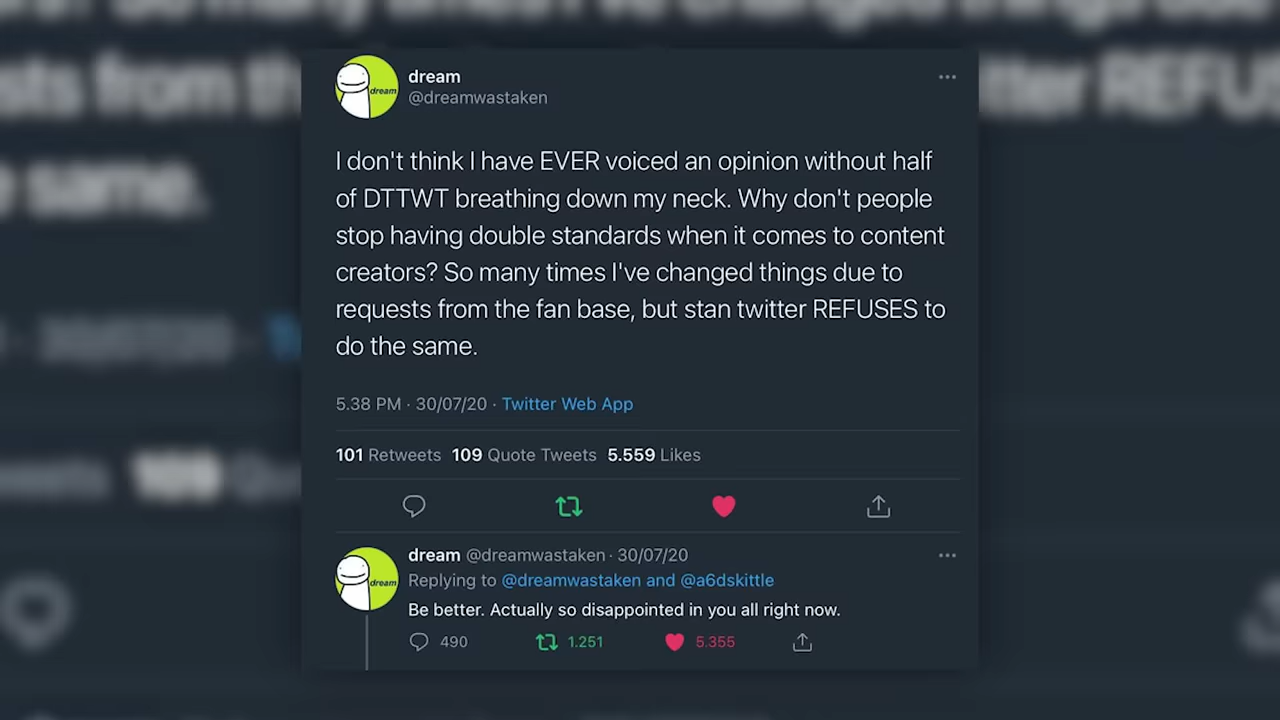 dream
@dreamwastaken
dream
I don't think I have EVER voiced an opinion without half
of DTTWT breathing down my neck. Why don't people
stop having double standards when it comes to content
creators? So many times I've changed things due to
requests from the fan base, but stan twitter REFUSES to
do the same.
5.38 PM · 30/07/20 · Twitter Web App
101 Retweets 109 Quote Tweets 5.559 Likes
dream @dreamwastaken · 30/07/20
dream
Replying to @dreamwastaken and @a6dskittle
Be better. Actually so disappointed in you all right now.
490 1.251 5.355